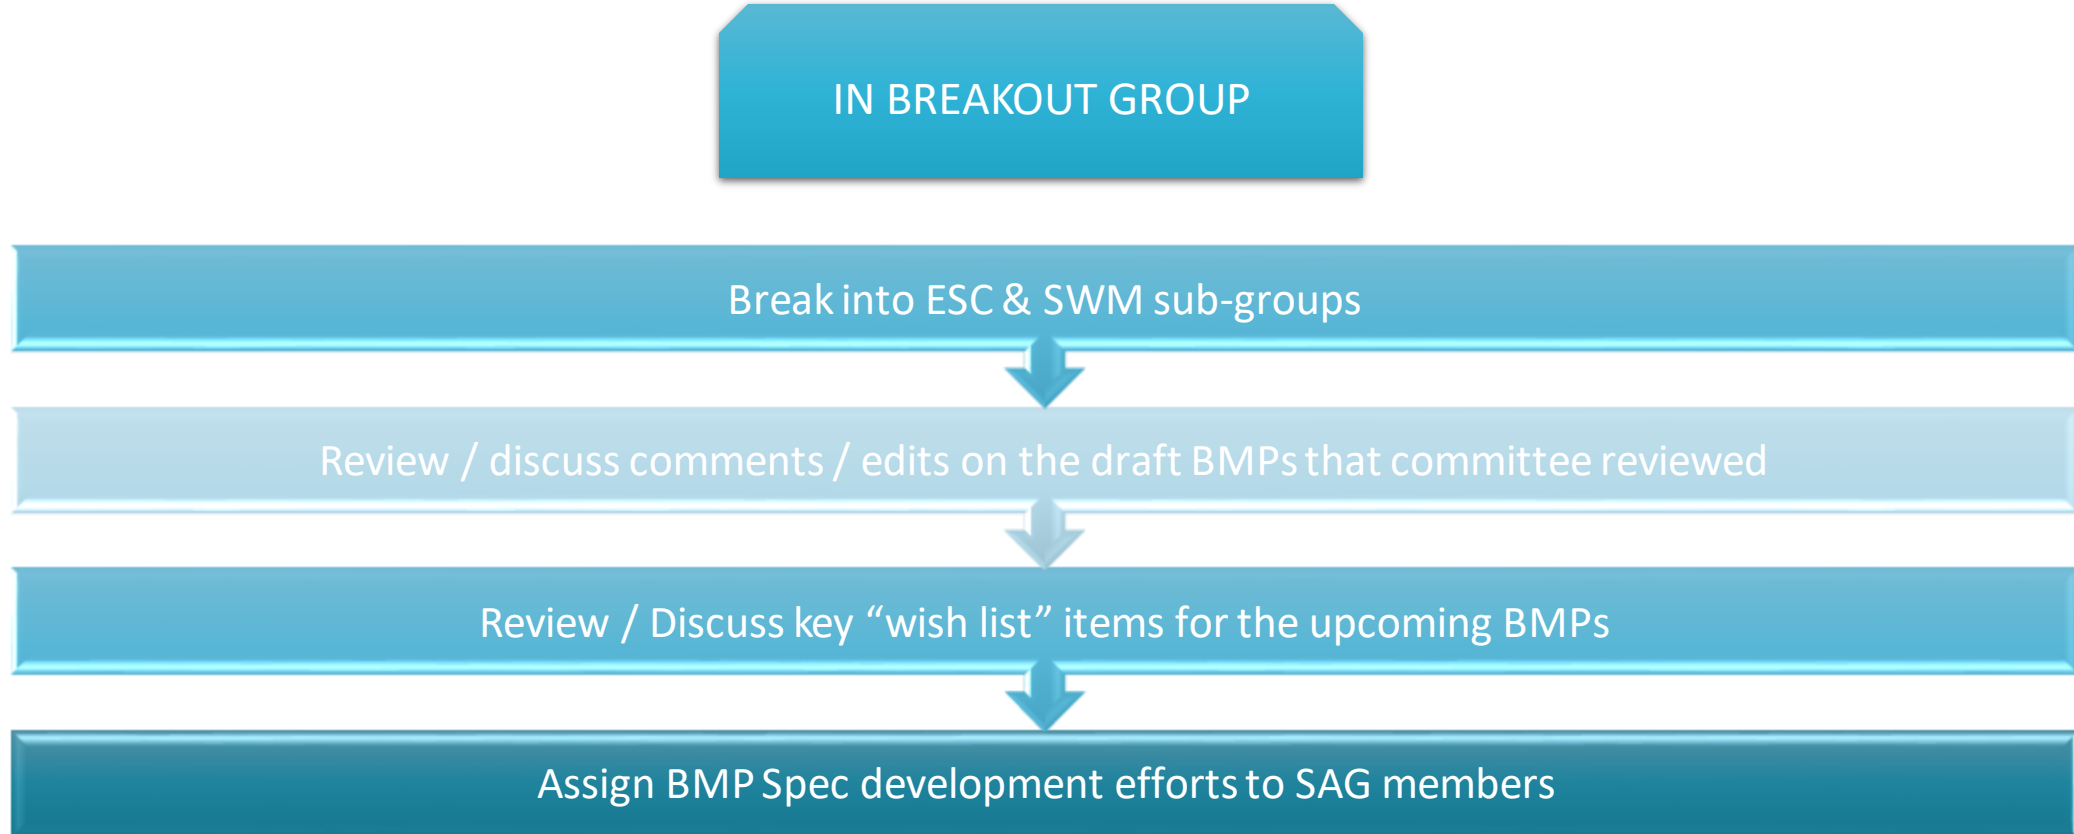 IN BREAKOUT GROUP
Break into ESC & SWM sub-groups
Review / discuss comments / edits on the draft BMPs that committee reviewed
Review / Discuss key “wish list” items for the upcoming BMPs
Assign BMP Spec development efforts to SAG members